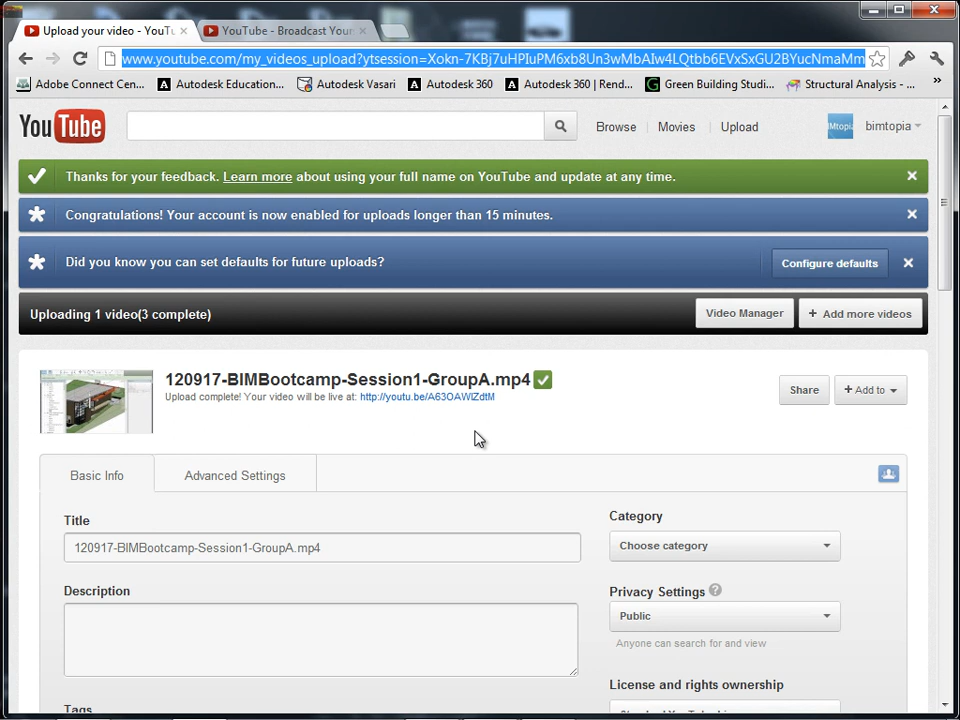 Upload your video - YouTu
YouTube - Broadcast Your
www.youtube.com/my_videos_upload?ytsession=Xokn-7KBj7uHPIuPM6xb8Un3wMbAIw4LQtbb6EVxSxGU2BYucNmaMm
Adobe Connect Cen... Autodesk Education... Autodesk Vasari Autodesk 360 Autodesk 360 | Rend... Green Building Studi... Structural Analysis - ... »
YouTube Browse Movies Upload bimtopia
Thanks for your feedback. Learn more about using your full name on YouTube and update at any time.
Congratulations! Your account is now enabled for uploads longer than 15 minutes.
Did you know you can set defaults for future uploads? Configure defaults
Uploading 1 video(3 complete) Video Manager + Add more videos
120917-BIMBootcamp-Session1-GroupA.mp4
Upload complete! Your video will be live at: http://youtu.be/A63OAWIZdtM
Share + Add to
Basic Info Advanced Settings
Title
120917-BIMBootcamp-Session1-GroupA.mp4
Description
Tags
Category
Choose category
Privacy Settings ?
Public
Anyone can search for and view
License and rights ownership